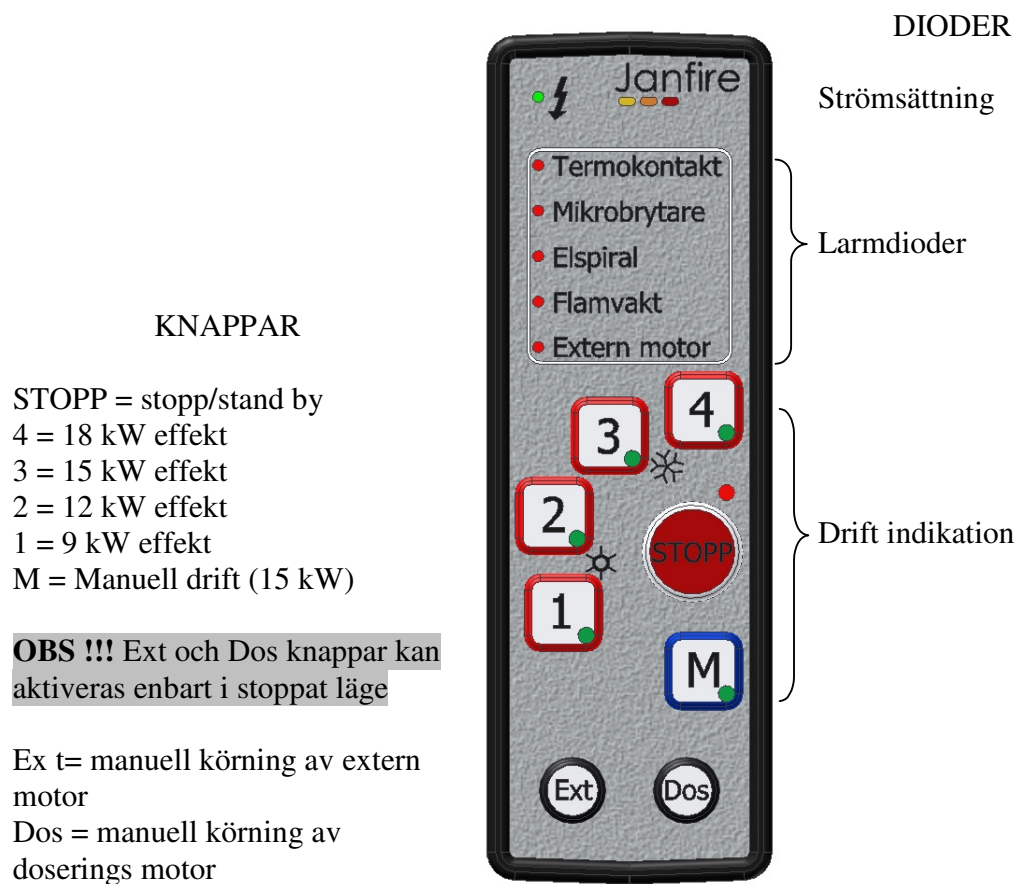 DIODER
Janfire
Strömsättning
Termokontakt
Mikrobrytare
Elspiral
Flamvakt
Extern motor
Larmdioder
KNAPPAR
STOPP = stopp/stand by
4 = 18 kW effekt
3 = 15 kW effekt
2 = 12 kW effekt
1 = 9 kW effekt
M = Manuell drift (15 kW)
OBS !!! Ext och Dos knappar kan
aktiveras enbart i stoppat läge
Ex t= manuell körning av extern
motor
Dos = manuell körning av
doserings motor
4
3
2
STOPP
1
M
Ext
Dos
Drift indikation